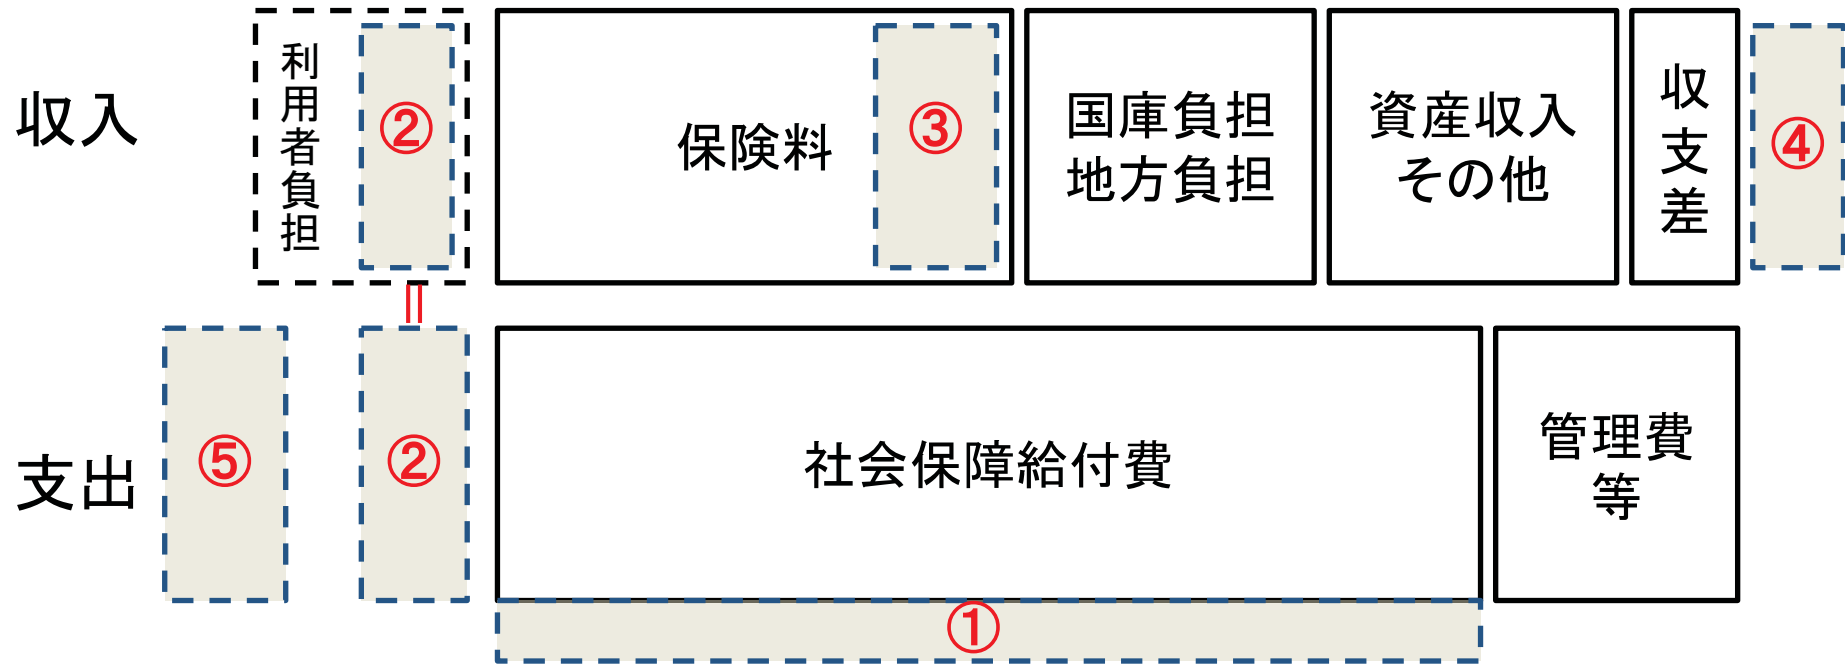 収入
利用者負担
②
保険料
③
国庫負担
地方負担
資産収入
その他
収支差
④
=
支出
⑤
②
社会保障給付費
管理費
等
①